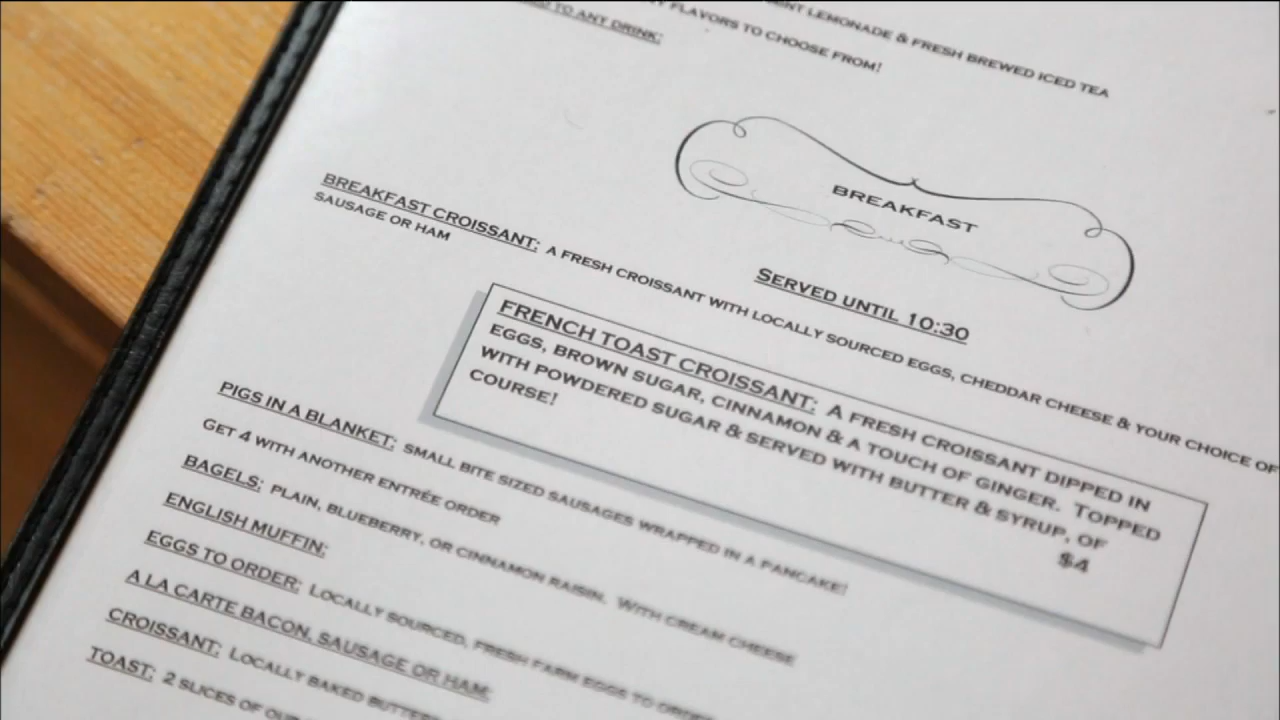 MINT LEMONADE & FRESH BREWED ICED TEA
FLAVORS TO CHOOSE FROM!
TO ANY DRINK:
BREAKFAST
SERVED UNTIL 10:30
BREAKFAST CROISSANT: A FRESH CROISSANT WITH LOCALLY SOURCED EGGS, CHEDDAR CHEESE & YOUR CHOICE OF
SAUSAGE OR HAM
FRENCH TOAST CROISSANT: A FRESH CROISSANT DIPPED IN
EGGS, BROWN SUGAR, CINNAMON & A TOUCH OF GINGER. TOPPED
WITH POWDERED SUGAR & SERVED WITH BUTTER & SYRUP, OF
COURSE! $4
PIGS IN A BLANKET: SMALL BITE SIZED SAUSAGES WRAPPED IN A PANCAKE!
GET 4 WITH ANOTHER ENTRÉE ORDER
BAGELS: PLAIN, BLUEBERRY, OR CINNAMON RAISIN. WITH CREAM CHEESE
ENGLISH MUFFIN:
EGGS TO ORDER: LOCALLY SOURCED, FRESH FARM EGGS TO ORDER
A LA CARTE BACON, SAUSAGE OR HAM:
CROISSANT: LOCALLY BAKED
TOAST: 2 SLICES OF OUR